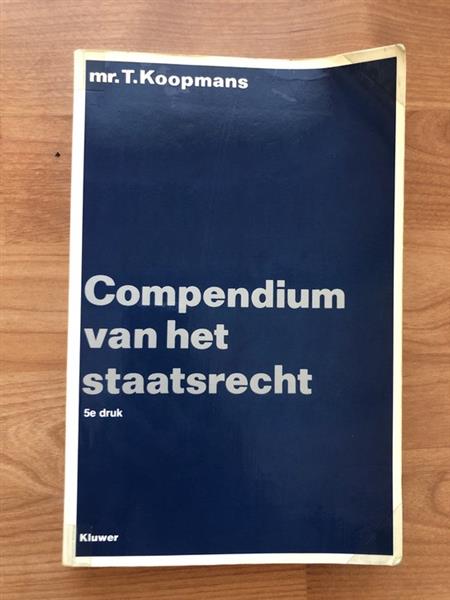 mr. T. Koopmans
Compendium
van het
staatsrecht
5e druk
Kluwer